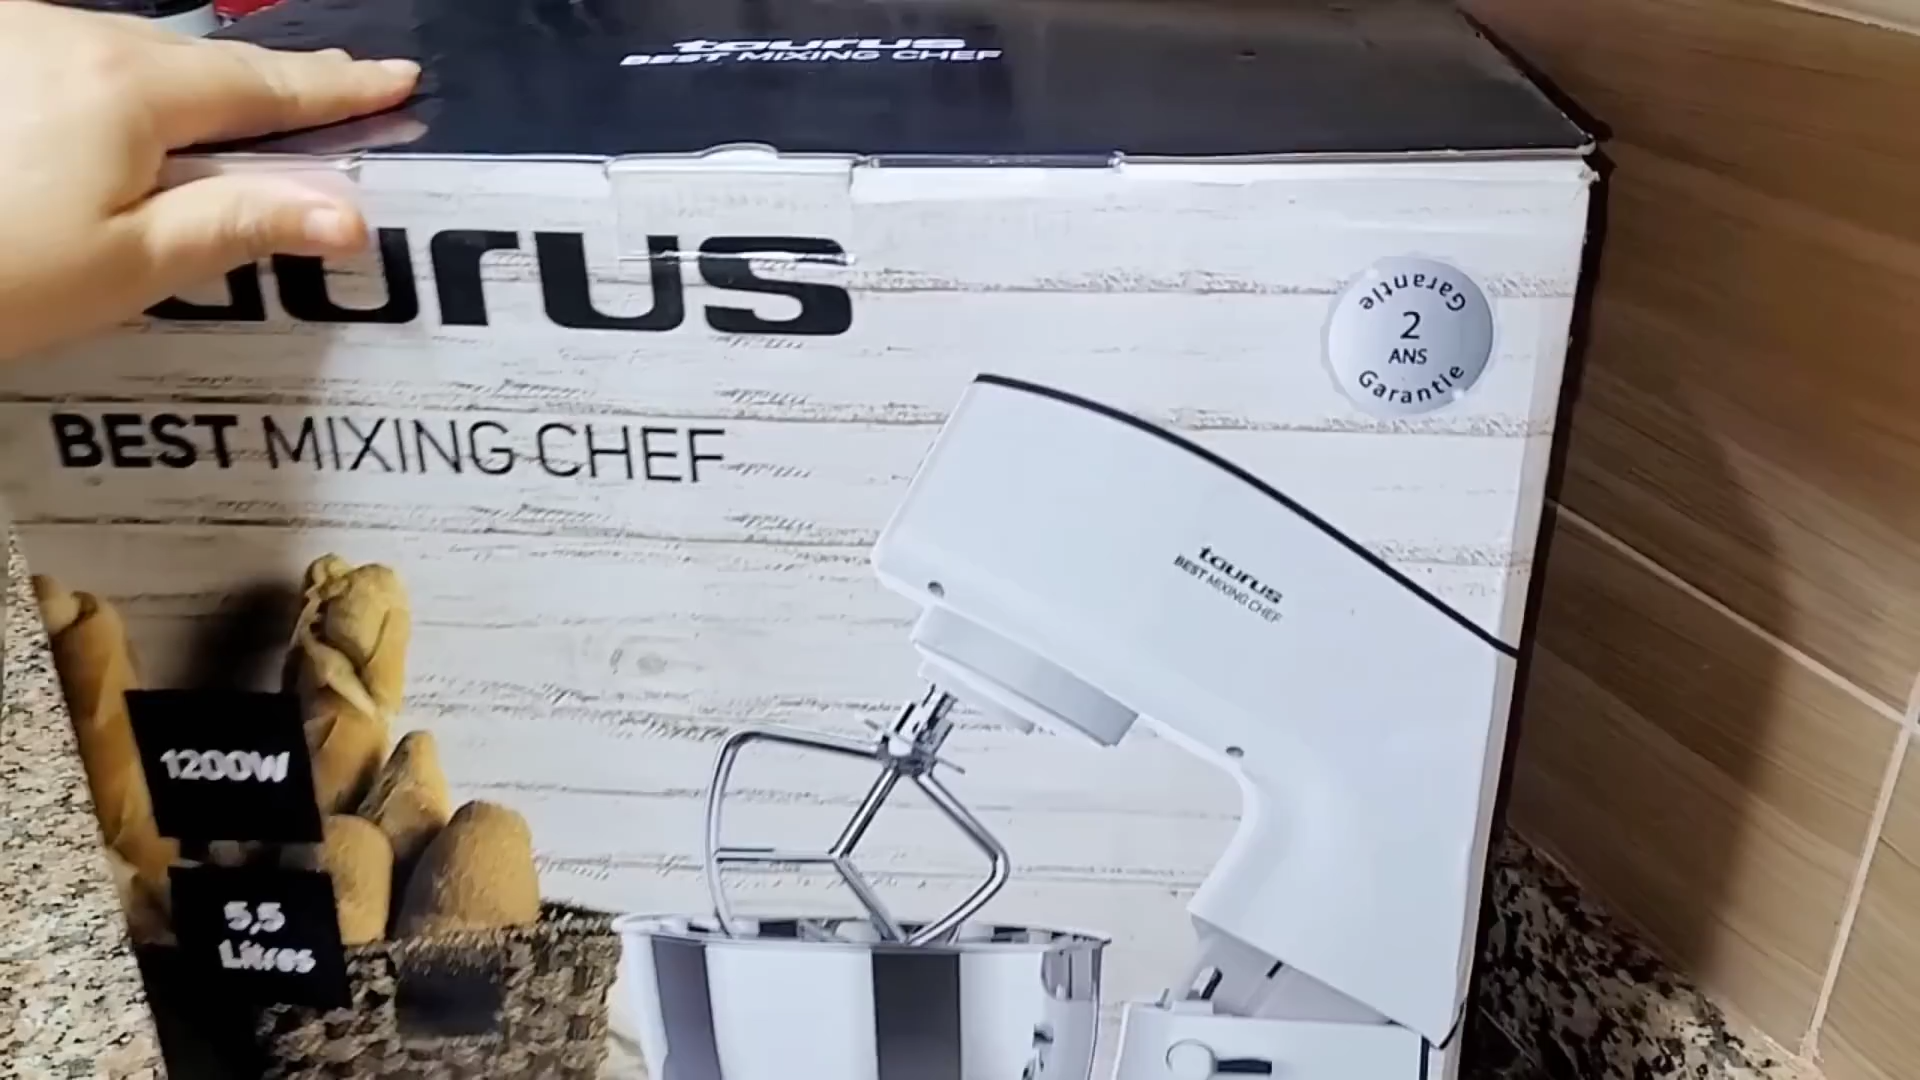 taurus
BEST MIXING CHEF
taurus
BEST MIXING CHEF
Garantie
2
ANS
Garantie
taurus
BEST MIXING CHEF
1200W
5,5
Litres